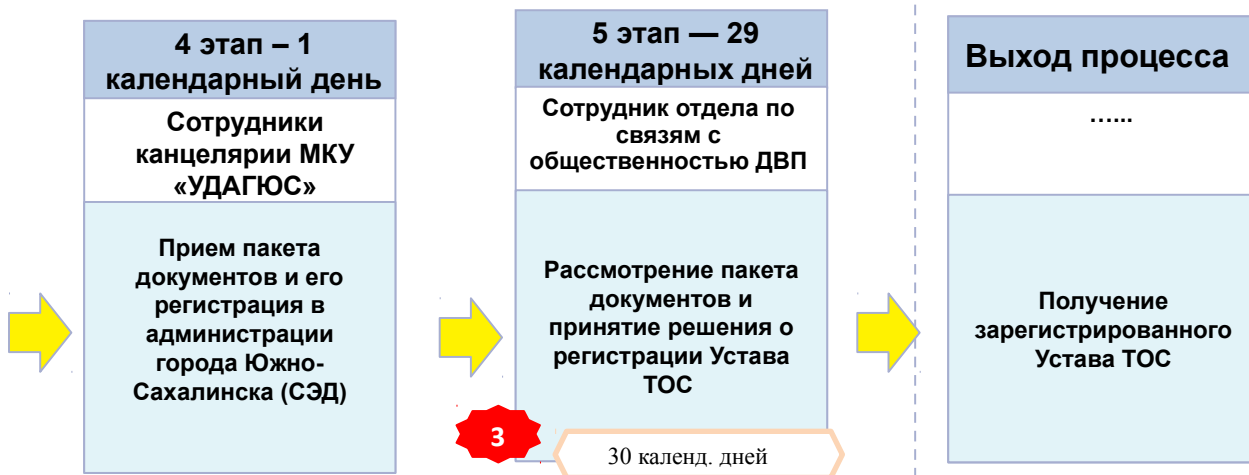 4 этап – 1
календарный день
Сотрудники
канцелярии МКУ
«УДАГЮС»
Прием пакета
документов и его
регистрация в
администрации
города Южно-
Сахалинска (СЭД)
5 этап — 29
календарных дней
Сотрудник отдела по
связям с
общественностью ДВП
Рассмотрение пакета
документов и
принятие решения о
регистрации Устава
ТОС
3
30 календ. дней
Выход процесса
…...
Получение
зарегистрированного
Устава ТОС